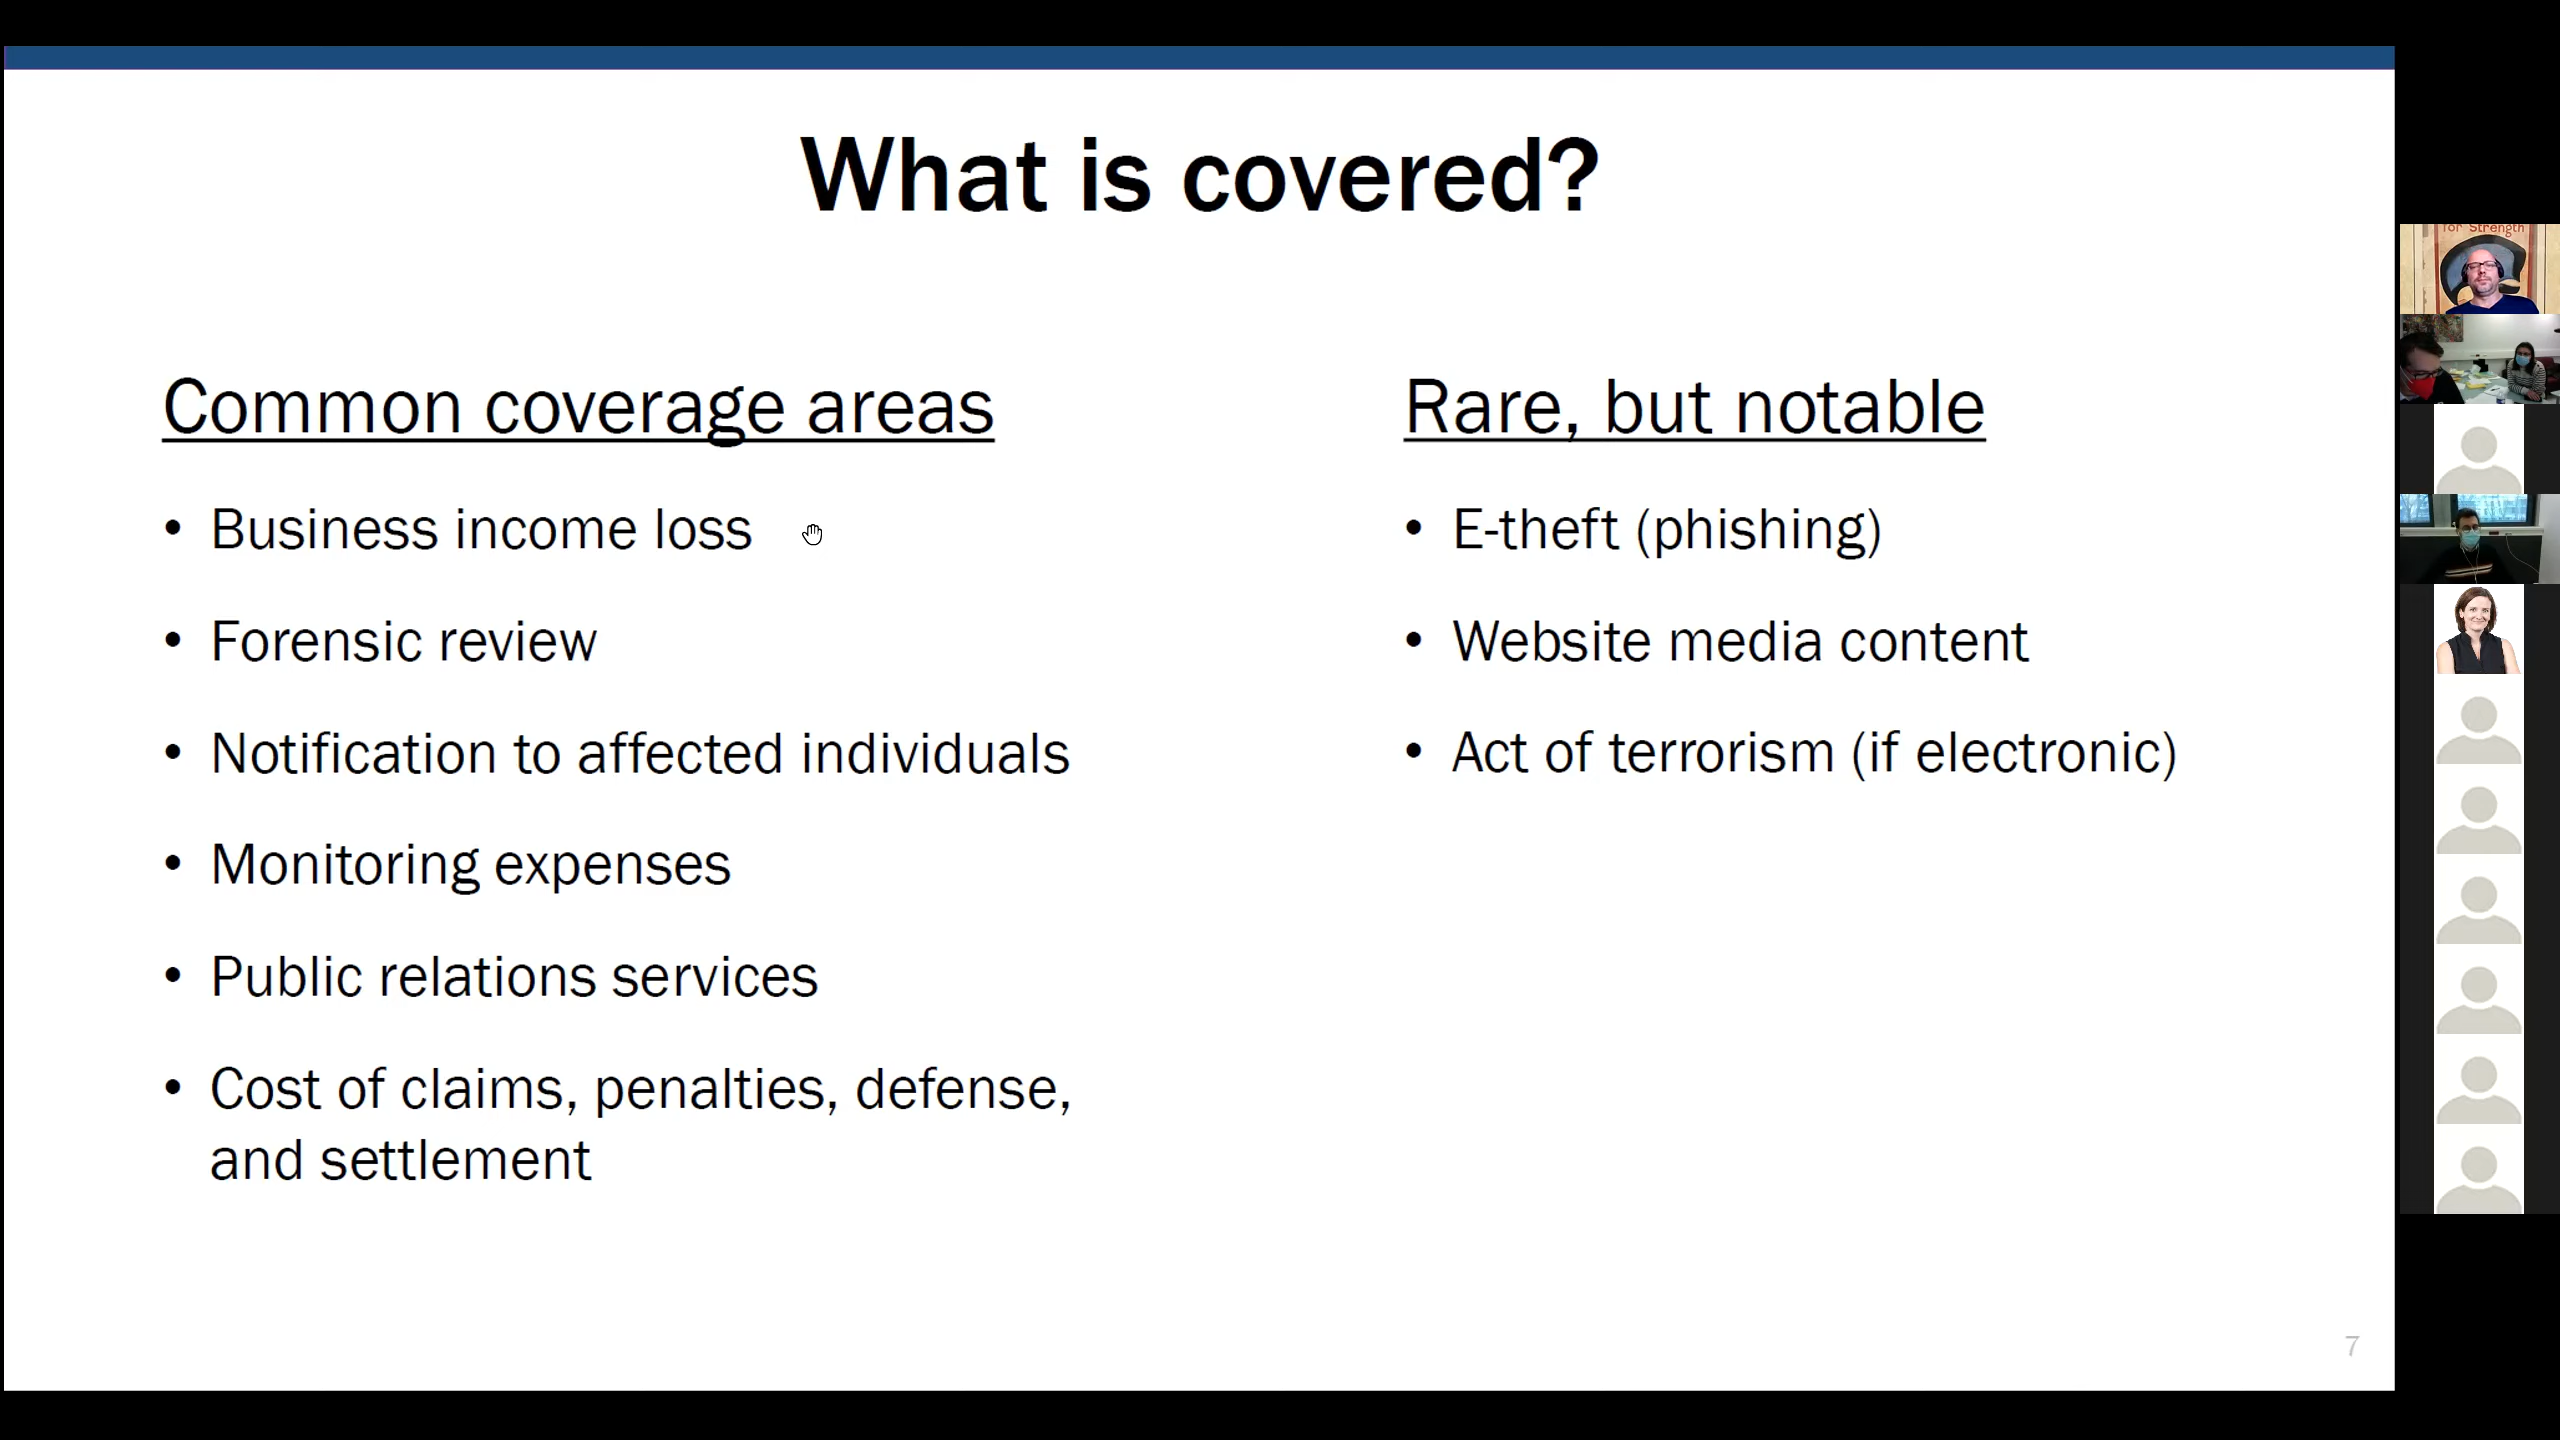 What is covered?
Common coverage areas
• Business income loss
• Forensic review
• Notification to affected individuals
• Monitoring expenses
• Public relations services
• Cost of claims, penalties, defense,
and settlement
Rare, but notable
• E-theft (phishing)
• Website media content
• Act of terrorism (if electronic)
7
for Strength